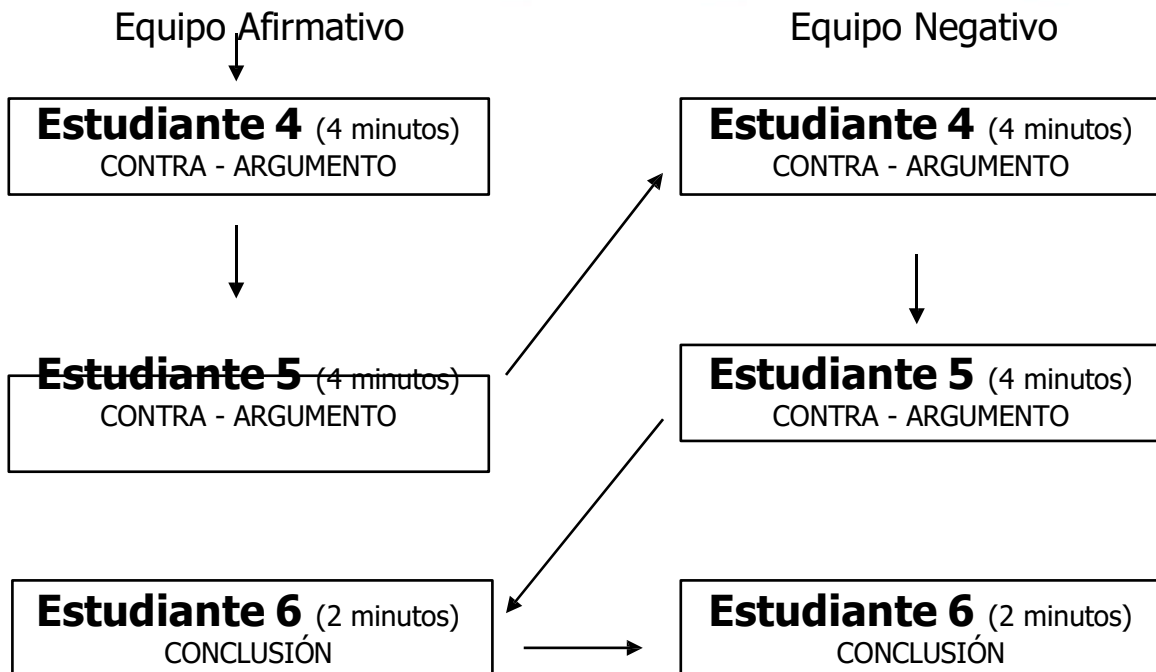 Equipo Afirmativo
Equipo Negativo
Estudiante 4 (4 minutos)
CONTRA - ARGUMENTO
Estudiante 4 (4 minutos)
CONTRA - ARGUMENTO
Estudiante 5 (4 minutos)
CONTRA - ARGUMENTO
Estudiante 5 (4 minutos)
CONTRA - ARGUMENTO
Estudiante 6 (2 minutos)
CONCLUSIÓN
Estudiante 6 (2 minutos)
CONCLUSIÓN